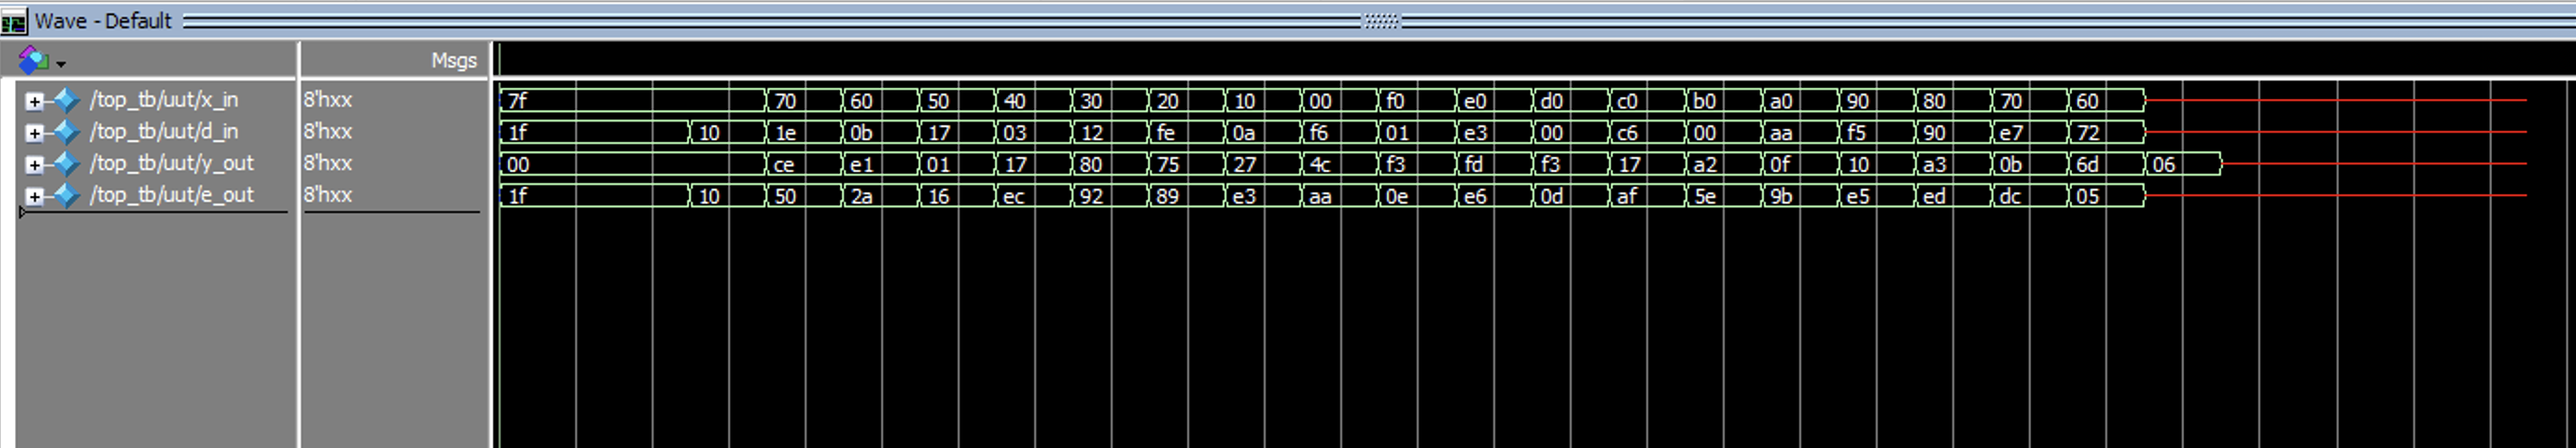 Wave - Default
Msgs
/top_tb/uut/x_in 8'hxx 7f 70 60 50 40 30 20 10 00 f0 e0 d0 c0 b0 a0 90 80 70 60
/top_tb/uut/d_in 8'hxx 1f 10 1e 0b 17 03 12 fe 0a f6 01 e3 00 c6 00 aa f5 90 e7 72
/top_tb/uut/y_out 8'hxx 00 ce e1 01 17 80 75 27 4c f3 fd f3 17 a2 0f 10 a3 0b 6d 06
/top_tb/uut/e_out 8'hxx 1f 10 50 2a 16 ec 92 89 e3 aa 0e e6 0d af 5e 9b e5 ed dc 05